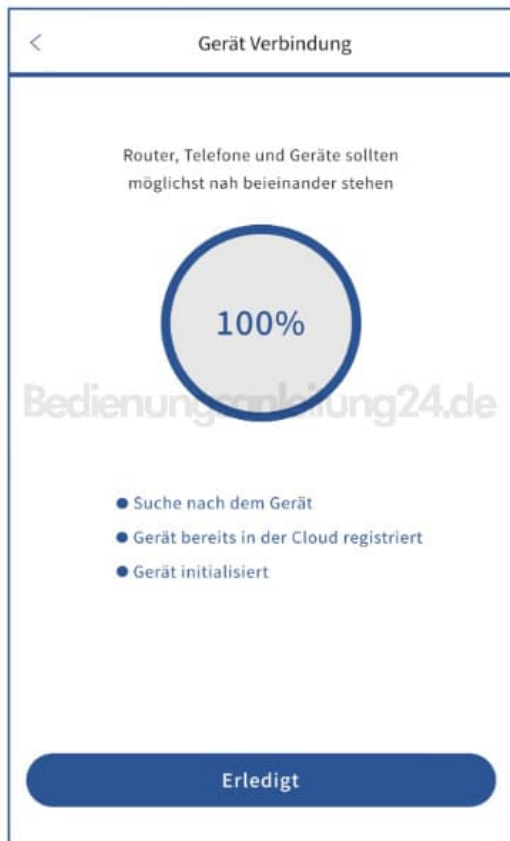 Gerät Verbindung
Router, Telefone und Geräte sollten
möglichst nah beieinander stehen
100%
Bedienungsanleitung24.de
Suche nach dem Gerät
Gerät bereits in der Cloud registriert
Gerät initialisiert
Erledigt